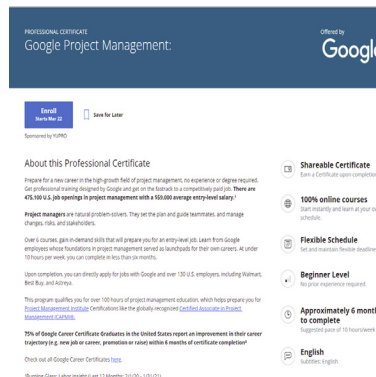 PROFESSIONAL CERTIFICATE
Google Project Management:
Offered by
Google
Enroll
Starts Mar 22
Save for Later
Sponsored by YUPRO
About this Professional Certificate
Prepare for a new career in the high-growth field of project management, no experience or degree required.
Get professional training designed by Google and get on the fastrack to a competitively paid job. There are
475,100 U.S. job openings in project management with a $59,000 average entry-level salary.¹
Project managers are natural problem-solvers. They set the plan and guide teammates, and manage
changes, risks, and stakeholders.
Over 6 courses, gain in-demand skills that will prepare you for an entry-level job. Learn from Google
employees whose foundations in project management served as launchpads for their own careers. At under
10 hours per week, you can complete in less than six months.
Upon completion, you can directly apply for jobs with Google and over 130 U.S. employers, including Walmart,
Best Buy, and Astreya.
This program qualifies you for over 100 hours of project management education, which helps prepare you for
Project Management Institute Certifications like the globally-recognized Certified Associate in Project
Management (CAPM)®.
75% of Google Career Certificate Graduates in the United States report an improvement in their career
trajectory (e.g. new job or career, promotion or raise) within 6 months of certificate completion²
Check out all Google Career Certificates here.
Shareable Certificate
Earn a Certificate upon completion
100% online courses
Start instantly and learn at your
schedule.
Flexible Schedule
Set and maintain flexible deadline
Beginner Level
No prior experience required.
Approximately 6 month
to complete
Suggested pace of 10 hours/week
English
Subtitles: English